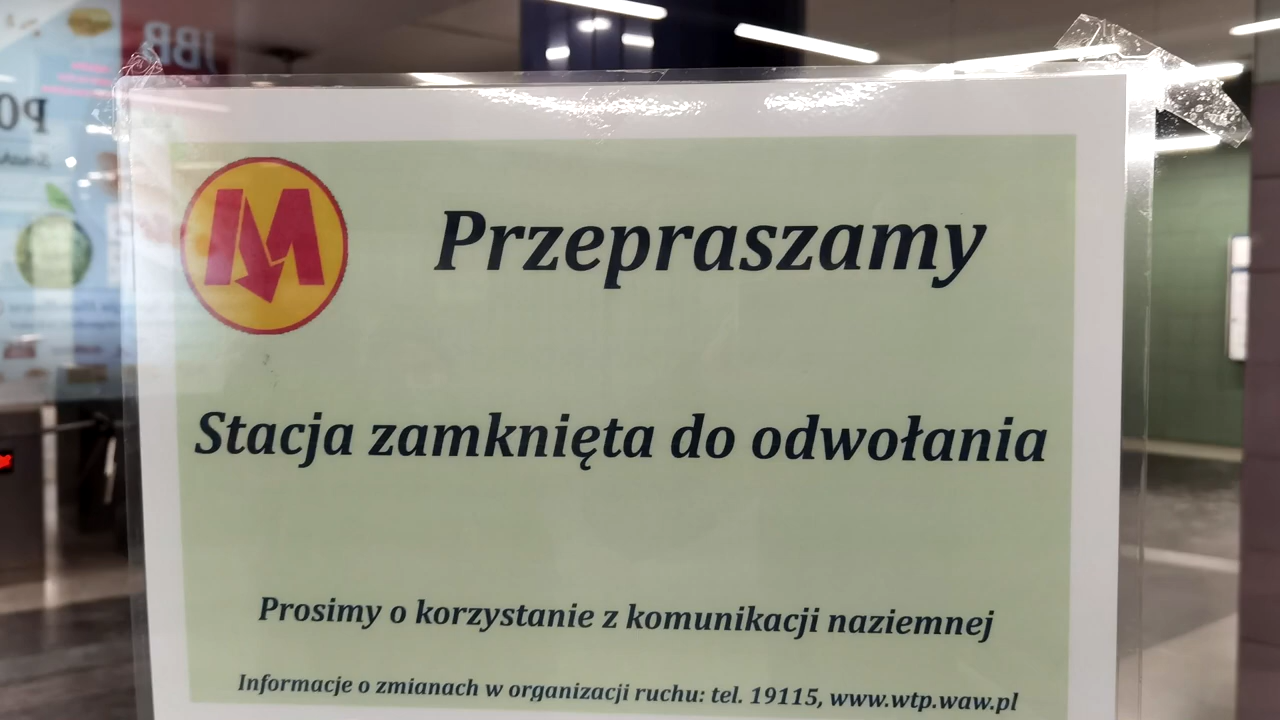 M
Przepraszamy
Stacja zamknięta do odwołania
Prosimy o korzystanie z komunikacji naziemnej
Informacje o zmianach w organizacji ruchu: tel. 19115, www.wtp.waw.pl